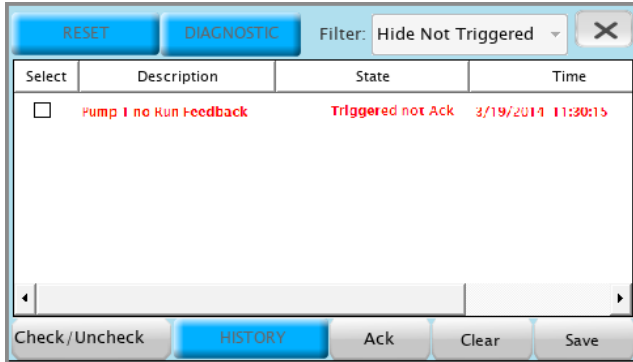 RESET DIAGNOSTIC Filter: Hide Not Triggered
Select Description State Time
Pump 1 no Run Feedback Triggered not Ack 3/19/2014 11:30:15
Check/Uncheck HISTORY Ack Clear Save